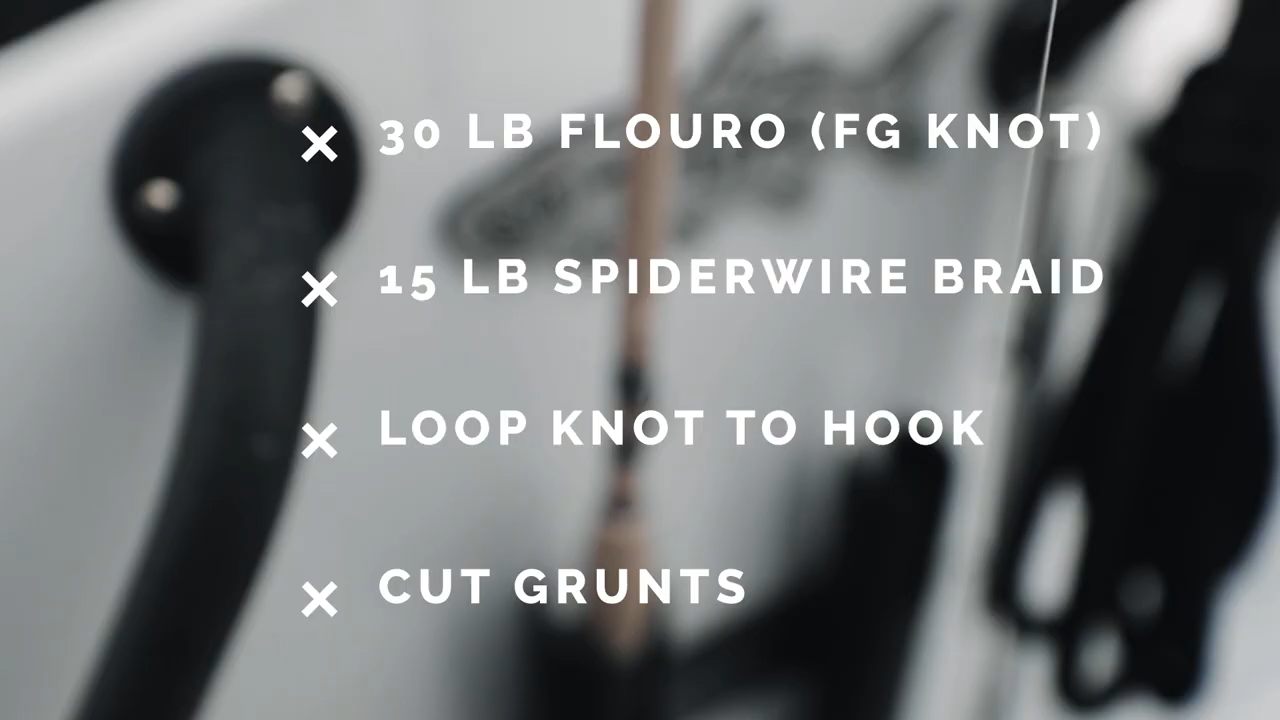 × 30 LB FLOURO (FG KNOT)
× 15 LB SPIDERWIRE BRAID
× LOOP KNOT TO HOOK
× CUT GRUNTS